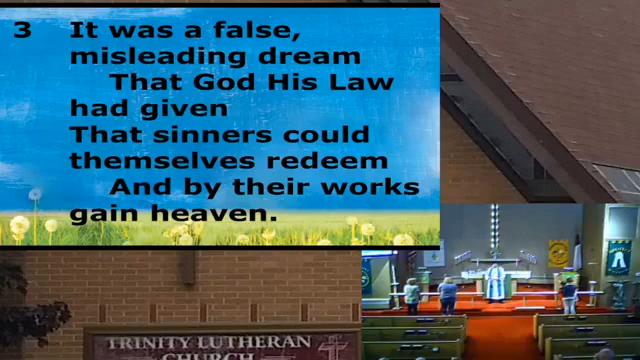 3 It was a false,
misleading dream
That God His Law
had given
That sinners could
themselves redeem
And by their works
gain heaven.
TRINITY LUTHERAN
CHURCH